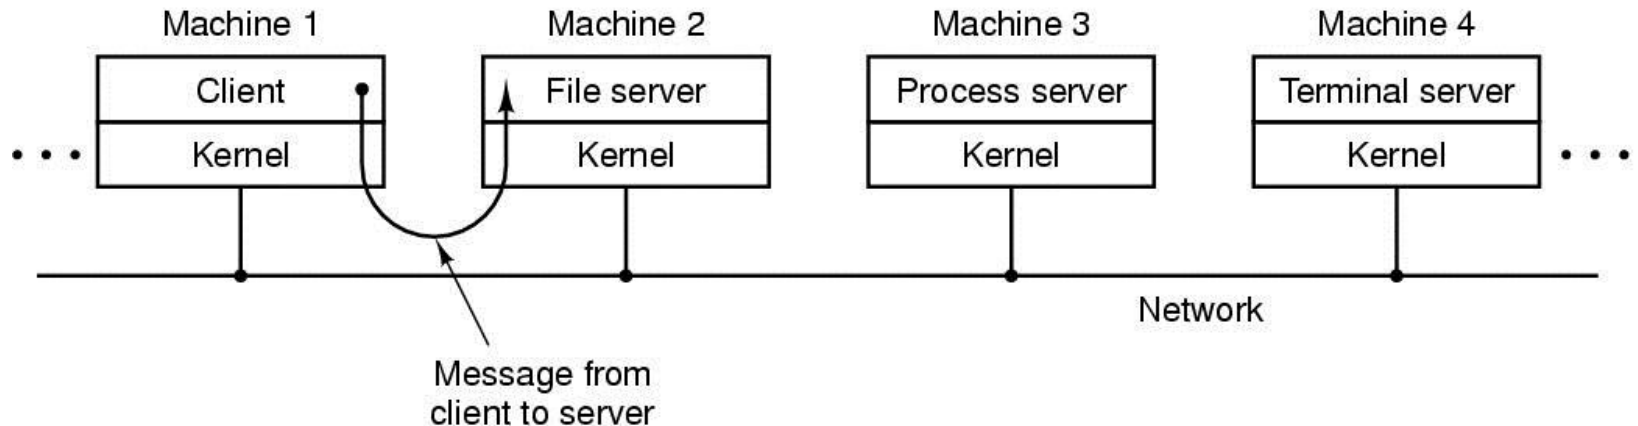 Machine 1
Machine 2
Machine 3
Machine 4
Client
File server
Process server
Terminal server
Kernel
Kernel
Kernel
Kernel
Network
Message from
client to server